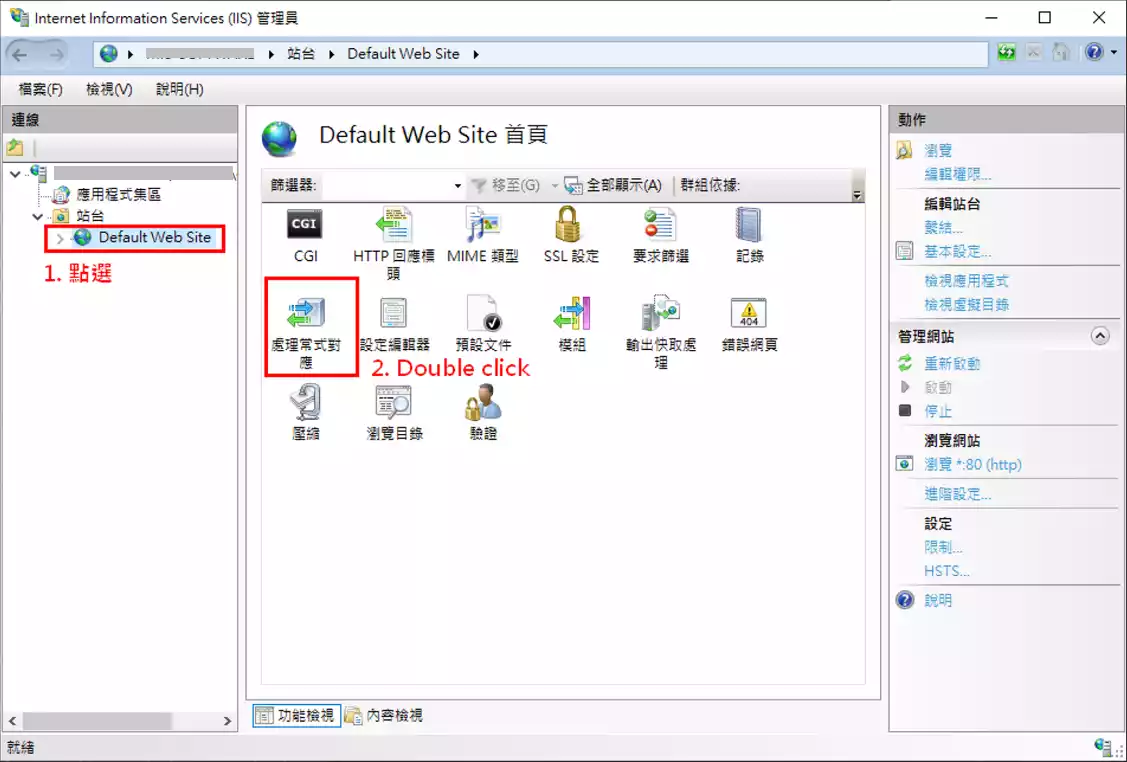 Internet Information Services (IIS) 管理員
站台 Default Web Site
檔案(F) 檢視(V) 說明(H)
連線
應用程式集區
站台
Default Web Site
1. 點選
Default Web Site 首頁
篩選器: 移至(G) 全部顯示(A) 群組依據:
CGI
CGI
HTTP 回應標
頭
MIME 類型
SSL 設定
要求篩選
記錄
處理常式對
應
設定編輯器
預設文件
模組
輸出快取處
理
404
錯誤網頁
2. Double click
壓縮
瀏覽目錄
驗證
功能檢視 內容檢視
動作
瀏覽
編輯權限...
編輯站台
繫結...
基本設定...
檢視應用程式
檢視虛擬目錄
管理網站
重新啟動
啟動
停止
瀏覽網站
瀏覽 *:80 (http)
進階設定...
設定
限制...
HSTS...
說明
就緒